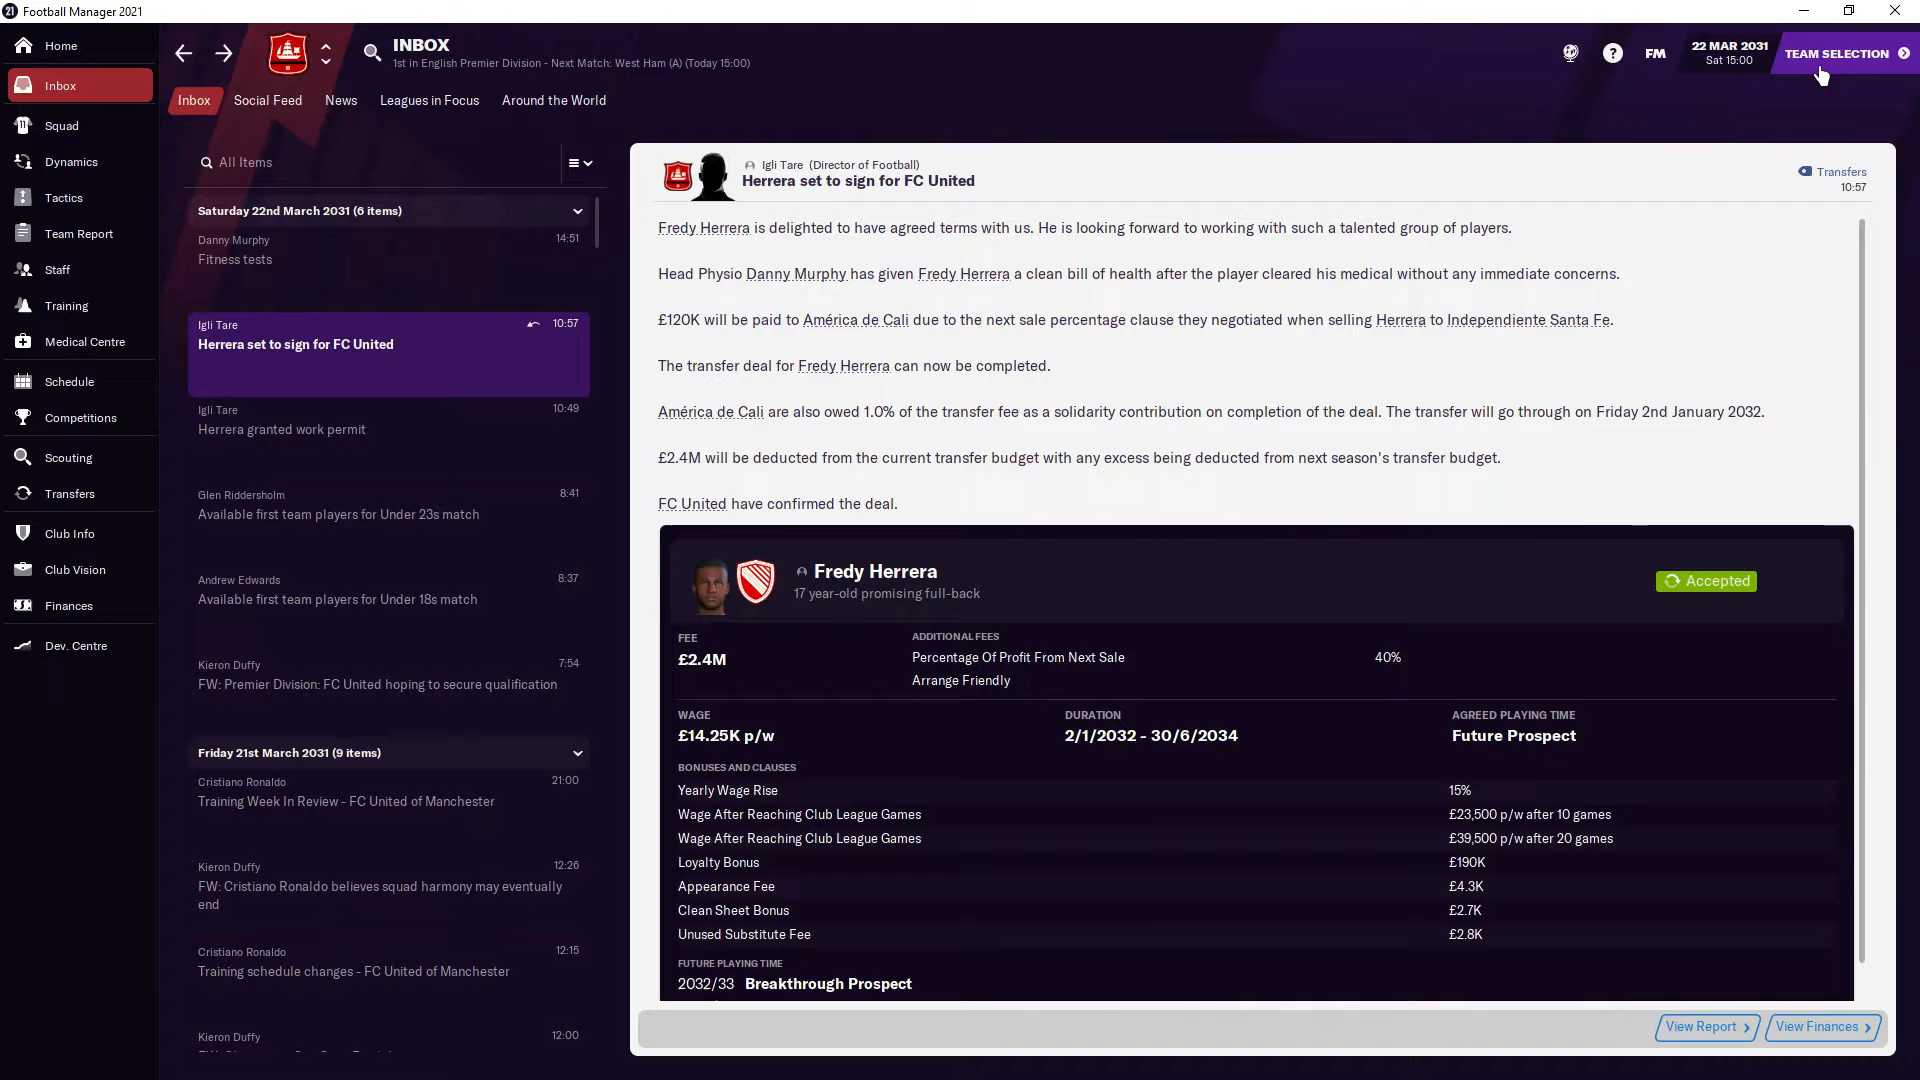 Football Manager 2021
Home
Inbox
Squad
Dynamics
Tactics
Team Report
Staff
Training
Medical Centre
Schedule
Competitions
Scouting
Transfers
Club Info
Club Vision
Finances
Dev. Centre
INBOX
1st in English Premier Division - Next Match: West Ham (A) (Today 15:00)
FM
22 MAR 2031
Sat 15:00
TEAM SELECTION
Inbox
Social Feed
News
Leagues in Focus
Around the World
All Items
Saturday 22nd March 2031 (6 items)
Danny Murphy 14:51
Fitness tests
Igli Tare 10:57
Herrera set to sign for FC United
Igli Tare 10:49
Herrera granted work permit
Glen Riddersholm 8:41
Available first team players for Under 23s match
Andrew Edwards 8:37
Available first team players for Under 18s match
Kieron Duffy 7:54
FW: Premier Division: FC United hoping to secure qualification
Friday 21st March 2031 (9 items)
Cristiano Ronaldo 21:00
Training Week In Review - FC United of Manchester
Kieron Duffy 12:26
FW: Cristiano Ronaldo believes squad harmony may eventually
end
Cristiano Ronaldo 12:15
Training schedule changes - FC United of Manchester
Kieron Duffy 12:00
Igli Tare (Director of Football)
Herrera set to sign for FC United
Transfers
10:57
Fredy Herrera is delighted to have agreed terms with us. He is looking forward to working with such a talented group of players.
Head Physio Danny Murphy has given Fredy Herrera a clean bill of health after the player cleared his medical without any immediate concerns.
£120K will be paid to América de Cali due to the next sale percentage clause they negotiated when selling Herrera to Independiente Santa Fe.
The transfer deal for Fredy Herrera can now be completed.
América de Cali are also owed 1.0% of the transfer fee as a solidarity contribution on completion of the deal. The transfer will go through on Friday 2nd January 2032.
£2.4M will be deducted from the current transfer budget with any excess being deducted from next season's transfer budget.
FC United have confirmed the deal.
Fredy Herrera
17 year-old promising full-back
Accepted
FEE
£2.4M
ADDITIONAL FEES
Percentage Of Profit From Next Sale 40%
Arrange Friendly
WAGE
£14.25K p/w
DURATION
2/1/2032 - 30/6/2034
AGREED PLAYING TIME
Future Prospect
BONUSES AND CLAUSES
Yearly Wage Rise 15%
Wage After Reaching Club League Games £23,500 p/w after 10 games
Wage After Reaching Club League Games £39,500 p/w after 20 games
Loyalty Bonus £190K
Appearance Fee £4.3K
Clean Sheet Bonus £2.7K
Unused Substitute Fee £2.8K
FUTURE PLAYING TIME
2032/33 Breakthrough Prospect
View Report
View Finances